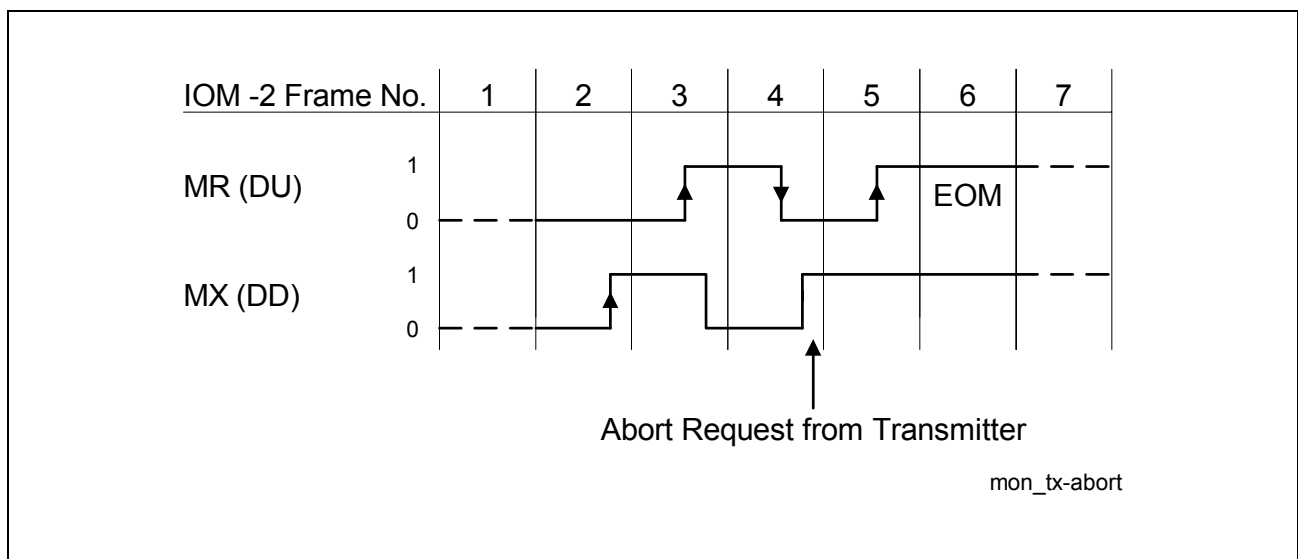 IOM -2 Frame No. 1 2 3 4 5 6 7
1
MR (DU)
0
EOM
1
MX (DD)
0
Abort Request from Transmitter
mon_tx-abort